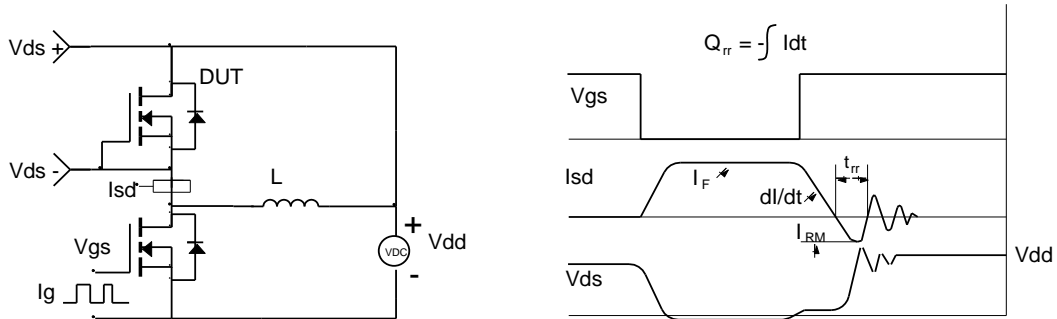 Vds +
DUT
Vds -
Isd
L
Vgs
Ig
+
VDC
-
Vdd
Q_rr = -∫ Idt
Vgs
Isd
I_F
dI/dt
t_rr
I_RM
Vds
Vdd